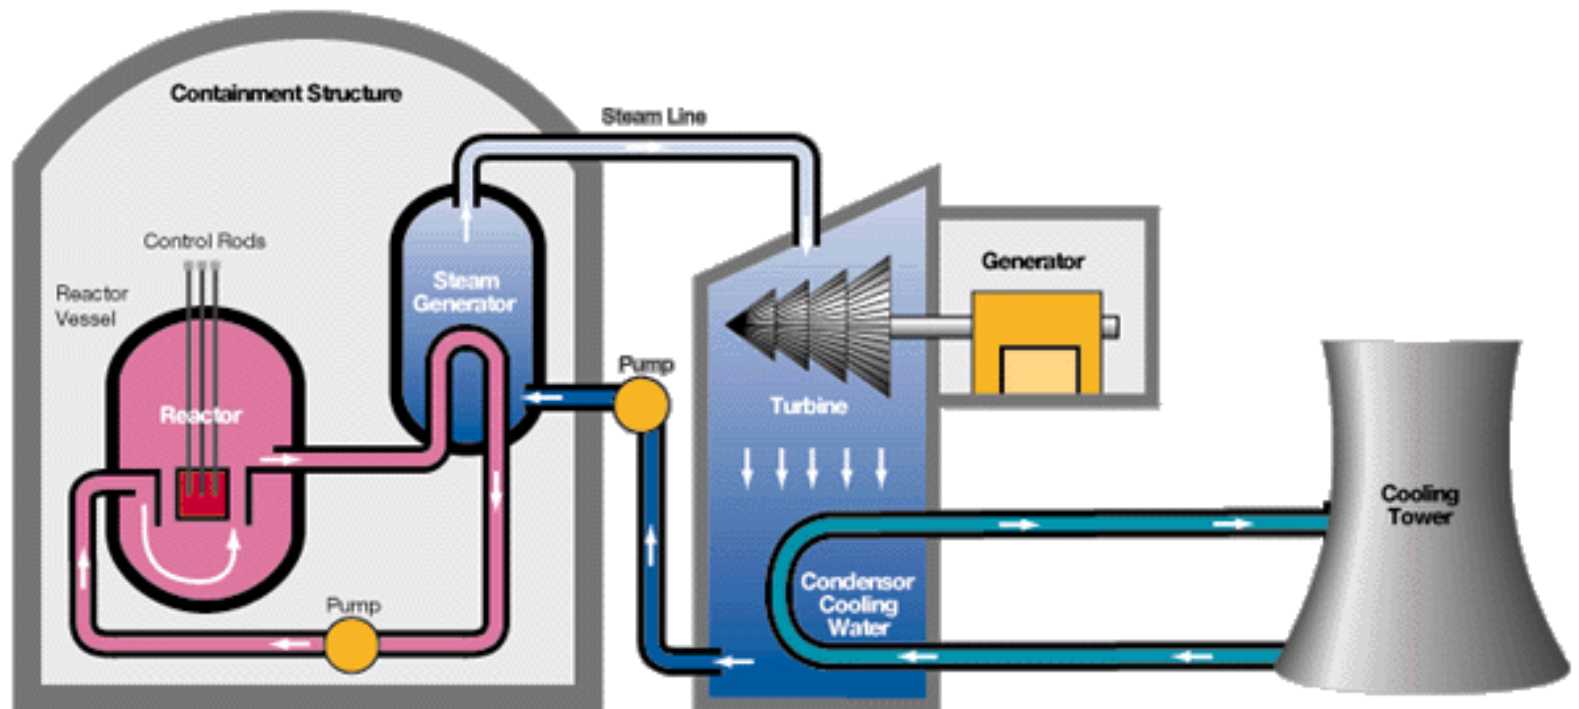 Containment Structure
Steam Line
Control Rods
Reactor
Vessel
Steam
Generator
Generator
Pump
Turbine
Reactor
Cooling
Tower
Condensor
Cooling
Water
Pump